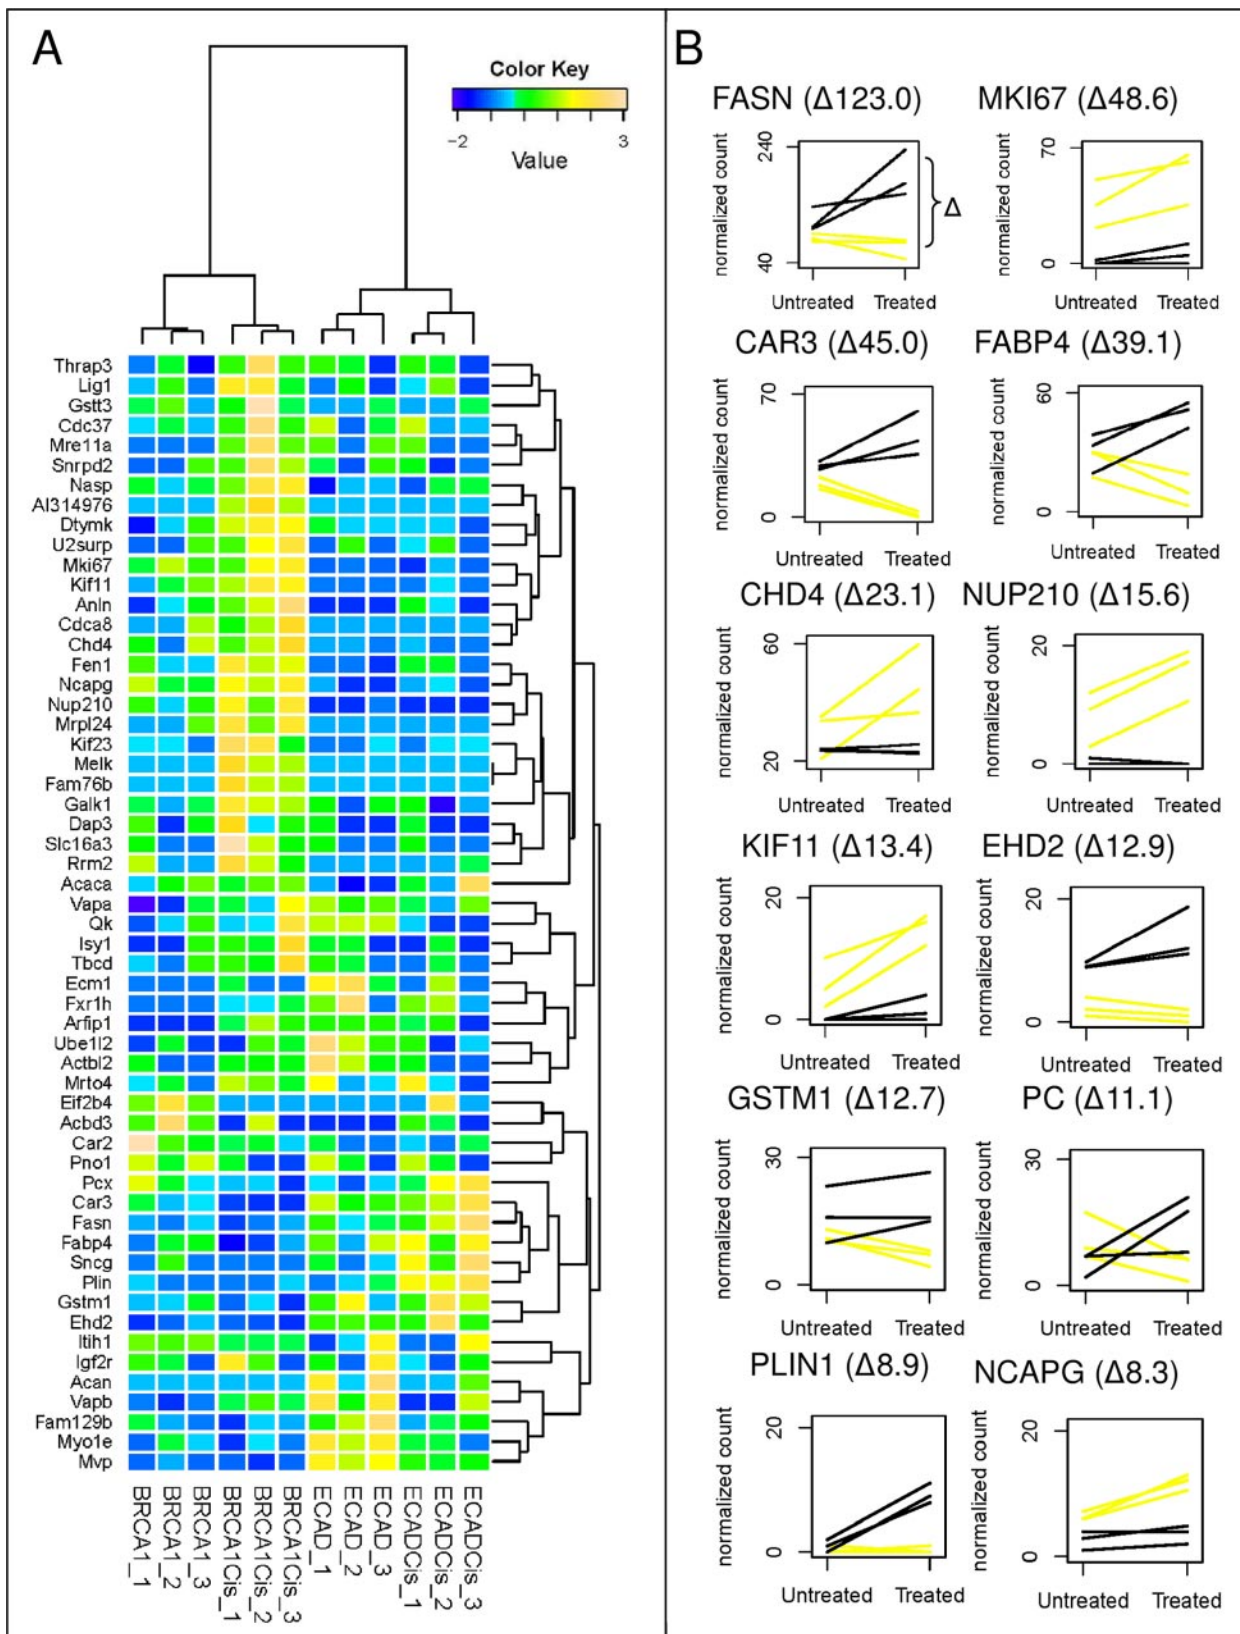 A
Color Key
−2
3
Value
Thrap3
Lig1
Gstt3
Cdc37
Mre11a
Snrpd2
Nasp
AI314976
Dtymk
U2surp
Mki67
Kif11
Anln
Cdca8
Chd4
Fen1
Ncapg
Nup210
Mrpl24
Kif23
Melk
Fam76b
Galk1
Dap3
Slc16a3
Rrm2
Acaca
Vapa
Qk
Isy1
Tbcd
Ecm1
Fxr1h
Arfip1
Ube1l2
Actbl2
Mrto4
Eif2b4
Acbd3
Car2
Pno1
Pcx
Car3
Fasn
Fabp4
Sncg
Plin
Gstm1
Ehd2
Itih1
Igf2r
Acan
Vapb
Fam129b
Myo1e
Mvp
BRCA1_1
BRCA1_2
BRCA1_3
BRCA1Cis_1
BRCA1Cis_2
BRCA1Cis_3
ECAD_1
ECAD_2
ECAD_3
ECADCis_1
ECADCis_2
ECADCis_3
B
FASN (Δ123.0)
normalized count
240
40
Δ
Untreated Treated
MKI67 (Δ48.6)
normalized count
70
0
Untreated Treated
CAR3 (Δ45.0)
normalized count
70
0
Untreated Treated
FABP4 (Δ39.1)
normalized count
60
0
Untreated Treated
CHD4 (Δ23.1)
normalized count
60
20
Untreated Treated
NUP210 (Δ15.6)
normalized count
20
0
Untreated Treated
KIF11 (Δ13.4)
normalized count
20
0
Untreated Treated
EHD2 (Δ12.9)
normalized count
20
0
Untreated Treated
GSTM1 (Δ12.7)
normalized count
30
0
Untreated Treated
PC (Δ11.1)
normalized count
30
0
Untreated Treated
PLIN1 (Δ8.9)
normalized count
20
0
Untreated Treated
NCAPG (Δ8.3)
normalized count
20
0
Untreated Treated